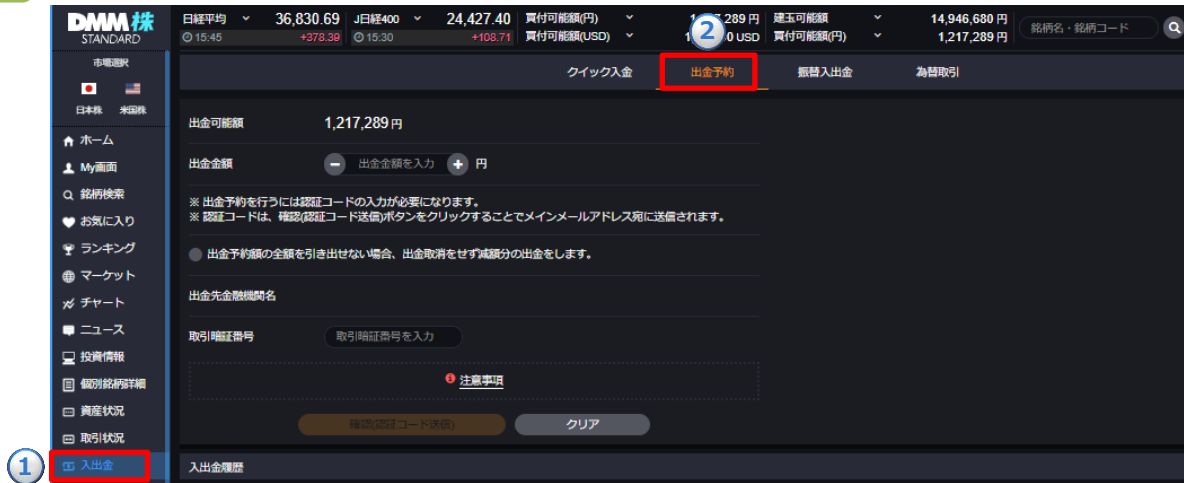 DMM株
STANDARD
日経平均 36,830.69 J日経400 24,427.40 買付可能額(円) 289 円 建玉可能額 14,946,680 円
15:45 +378.39 15:30 +108.71 買付可能額(USD) 0 USD 買付可能額(円) 1,217,289 円
銘柄名・銘柄コード
2
市場選択
日本株 米国株
ホーム
My画面
銘柄検索
お気に入り
ランキング
マーケット
チャート
ニュース
投資情報
個別銘柄詳細
資産状況
取引状況
1
入出金
クイック入金 出金予約 振替入出金 為替取引
出金可能額 1,217,289 円
出金金額 − 出金金額を入力 + 円
※ 出金予約を行うには認証コードの入力が必要になります。
※ 認証コードは、確認(認証コード送信)ボタンをクリックすることでメインメールアドレス宛に送信されます。
出金予約額の全額を引き出せない場合、出金取消をせず減額分の出金をします。
出金先金融機関名
取引暗証番号 取引暗証番号を入力
注意事項
確認(認証コード送信) クリア
入出金履歴